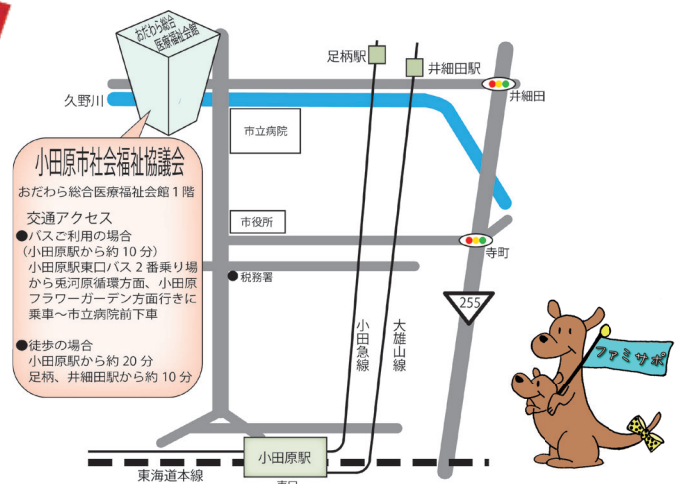 おだわら総合
医療福祉会館
足柄駅
井細田駅
久野川
井細田
市立病院
小田原市社会福祉協議会
おだわら総合医療福祉会館1階
交通アクセス
●バスご利用の場合
(小田原駅から約10分)
小田原駅東口バス2番乗り場
から兎河原循環方面、小田原
フラワーガーデン方面行きに
乗車～市立病院前下車
●徒歩の場合
小田原駅から約20分
足柄、井細田駅から約10分
市役所
寺町
●税務署
255
小田急線
大雄山線
ファミサポ
小田原駅
東海道本線